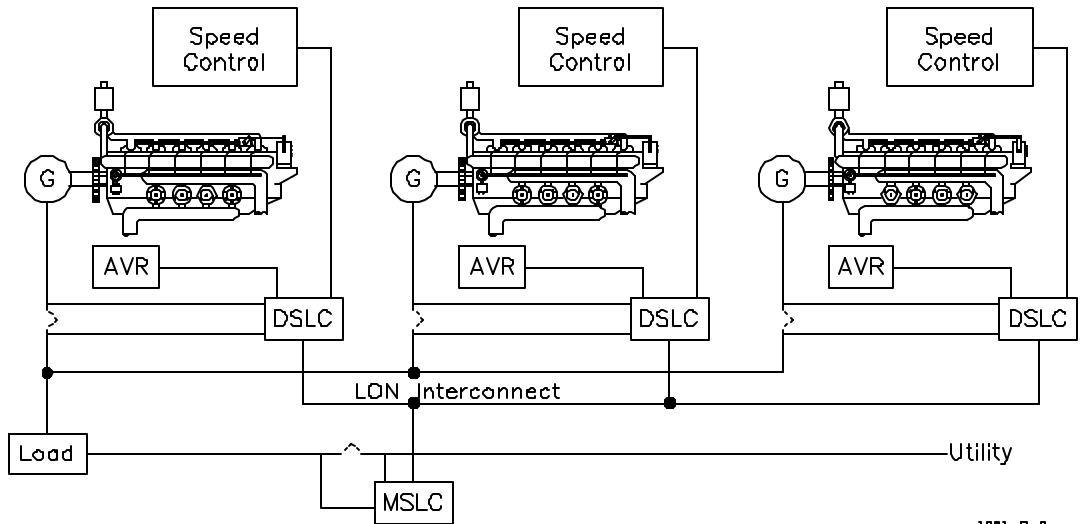 Speed
Control
Speed
Control
Speed
Control
G
G
G
AVR
AVR
AVR
DSLC
DSLC
DSLC
LON Interconnect
Load
Utility
MSLC